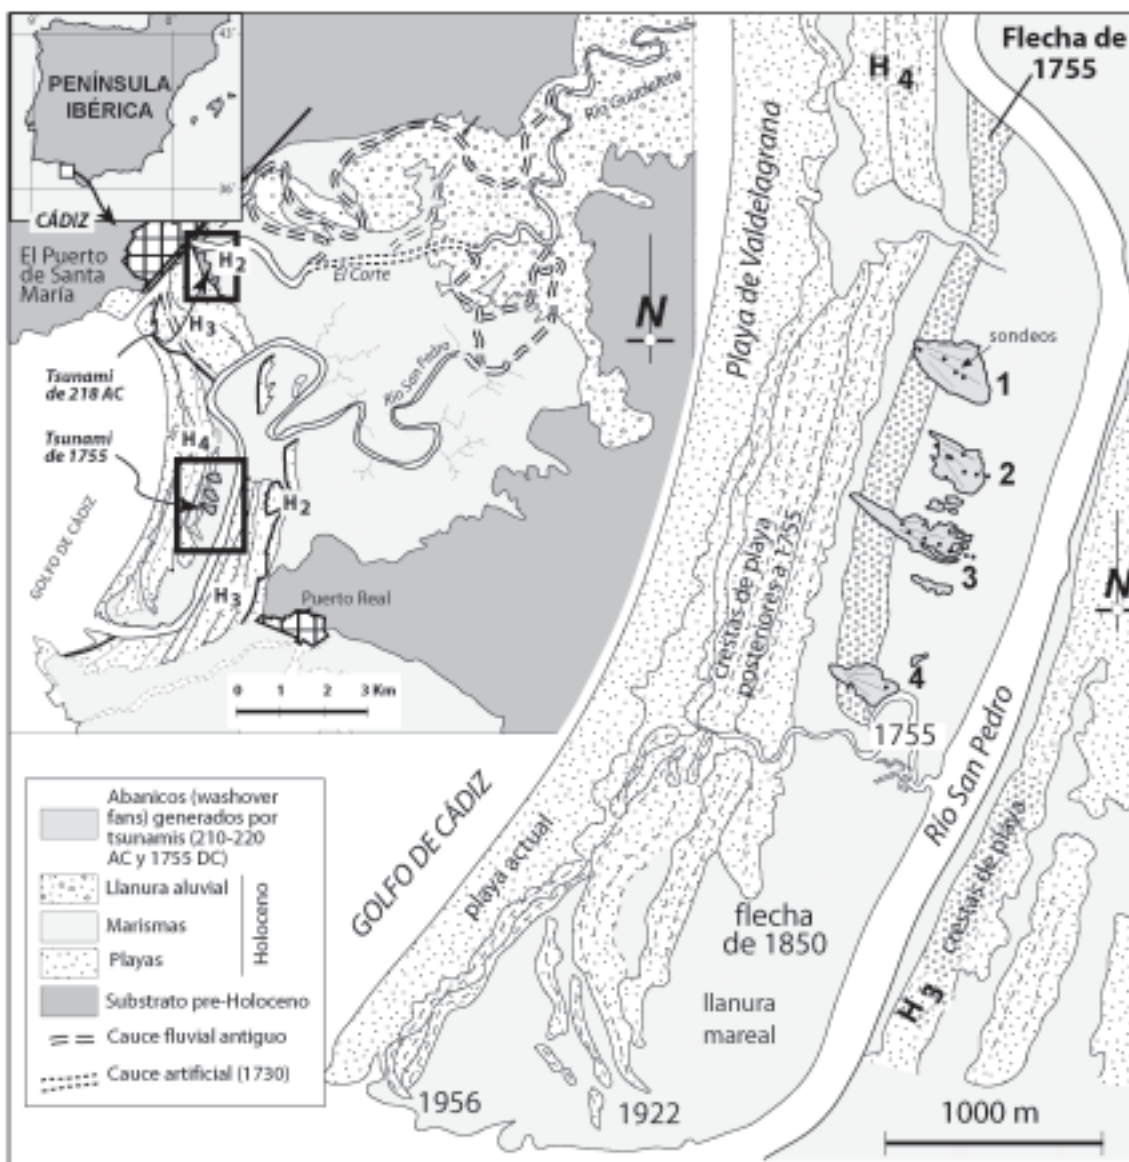 43°
8°
36°
PENÍNSULA
IBÉRICA
CÁDIZ
El Puerto
de Santa
María
Río Guadalete
El Corte
H2
H3
Tsunami
de 218 AC
Río San Pedro
H4
Tsunami
de 1755
H2
GOLFO DE CÁDIZ
H3
Puerto Real
N
0 1 2 3 Km
Abanicos (washover
fans) generados por
tsunamis (210-220
AC y 1755 DC)
Llanura aluvial
Marismas
Playas
Holoceno
Substrato pre-Holoceno
Cauce fluvial antiguo
Cauce artificial (1730)
Flecha de
1755
H4
Playa de Valdelagrana
sondeos
1
2
3
4
Crestas de playa
posteriores a 1755
1755
N
Río San Pedro
GOLFO DE CÁDIZ
playa actual
flecha
de 1850
llanura
mareal
crestas de playa
H3
1956
1922
1000 m